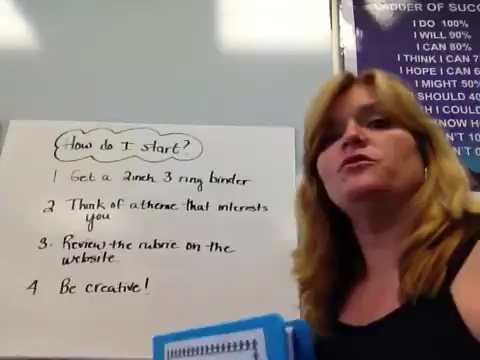 How do I start?
1 Get a 2inch 3 ring binder
2 Think of a theme that interests
you
3. Review the rubric on the
website.
4 Be creative!
LADDER OF SUCC
I DO 100%
I WILL 90%
I CAN 80%
I THINK I CAN 7
I HOPE I CAN 6
I MIGHT 50%
SHOULD 40
I COULD
KNOW H
N'T 10
N'T 0